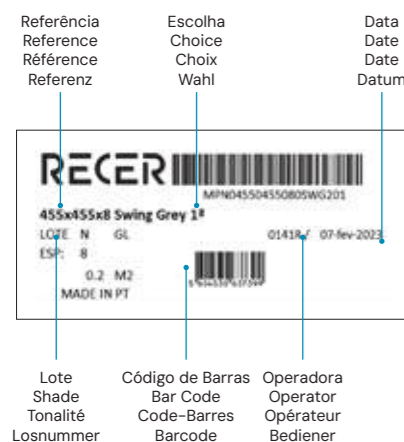 Referência
Reference
Référence
Referenz
Escolha
Choice
Choix
Wahl
Data
Date
Date
Datum
RECER
MPN045504550805WG201
455x455x8 Swing Grey 1ª
LOTE N GL
0141R / 07-fev-2023
ESP: 8
0.2 M2
MADE IN PT
Lote
Shade
Tonalité
Losnummer
Código de Barras
Bar Code
Code-Barres
Barcode
Operadora
Operator
Opérateur
Bediener